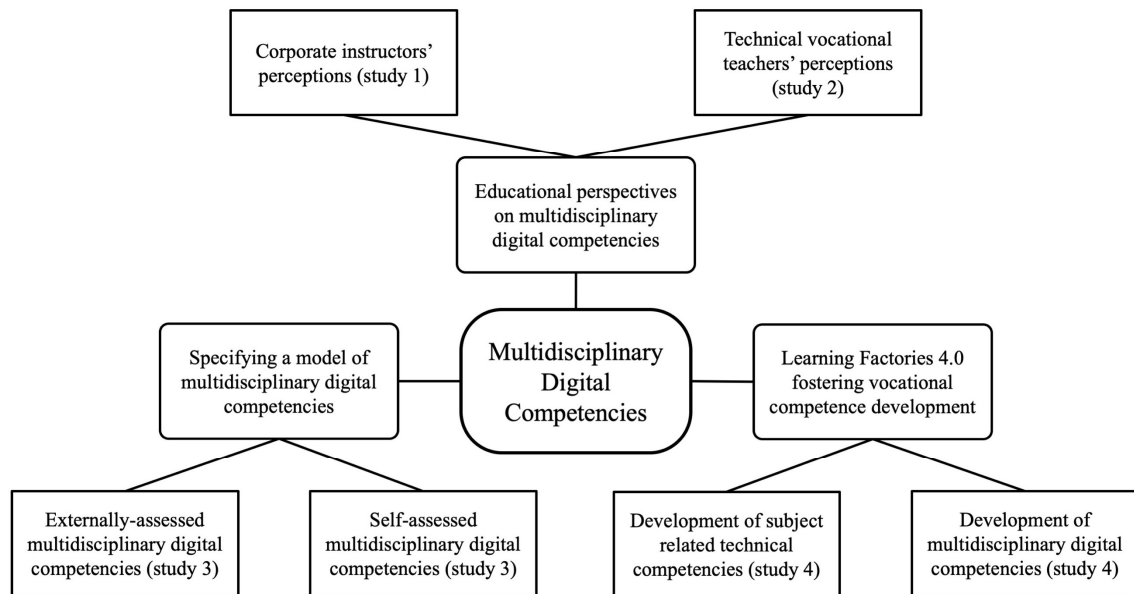 Corporate instructors’
perceptions (study 1)
Technical vocational
teachers’ perceptions
(study 2)
Educational perspectives
on multidisciplinary
digital competencies
Specifying a model of
multidisciplinary digital
competencies
Multidisciplinary
Digital
Competencies
Learning Factories 4.0
fostering vocational
competence development
Externally-assessed
multidisciplinary digital
competencies (study 3)
Self-assessed
multidisciplinary digital
competencies (study 3)
Development of subject
related technical
competencies (study 4)
Development of
multidisciplinary digital
competencies (study 4)